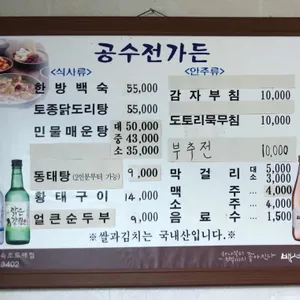 공수전가든
<식사류>
한방백숙 55,000
토종닭도리탕 55,000
민물매운탕 대 50,000
중 43,000
소 35,000
동태탕 (2인분부터 가능) 9,000
황태구이 14,000
얼큰순두부 9,000
<안주류>
감자부침 10,000
도토리묵무침 10,000
부추전 10,000
막걸리 대 5,000
소 3,000
맥주 4,000
소주 4,000
음료수 1,500
※쌀과김치는 국내산입니다.※
3402